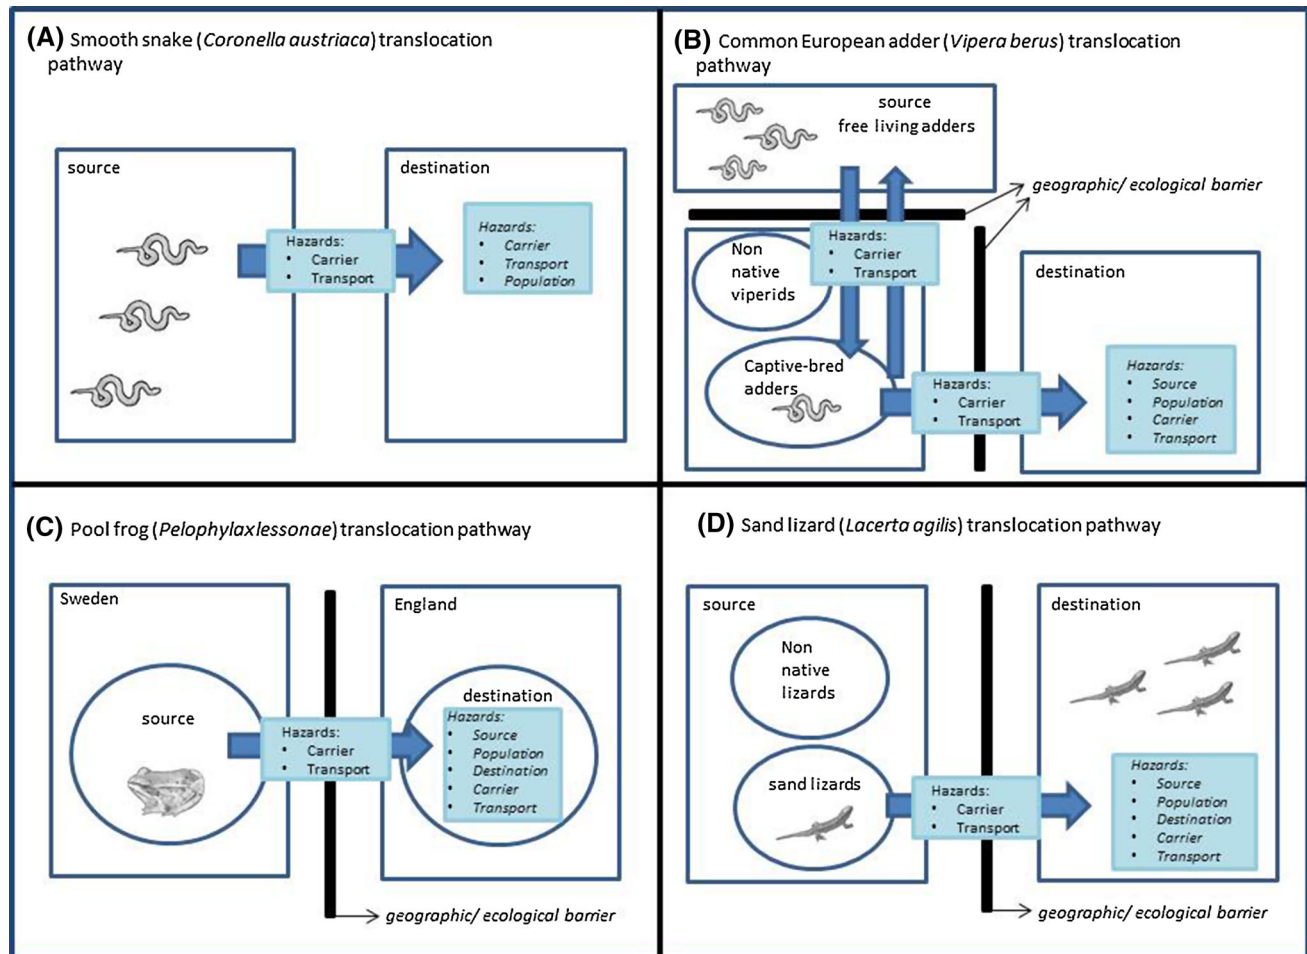 (A) Smooth snake (Coronella austriaca) translocation
pathway
source
destination
Hazards:
• Carrier
• Transport
Hazards:
• Carrier
• Transport
• Population
(B) Common European adder (Vipera berus) translocation
pathway
source
free living adders
geographic/ ecological barrier
Non
native
viperids
Hazards:
• Carrier
• Transport
destination
Captive-bred
adders
Hazards:
• Carrier
• Transport
Hazards:
• Source
• Population
• Carrier
• Transport
(C) Pool frog (Pelophylaxlessonae) translocation pathway
Sweden
England
source
destination
Hazards:
• Carrier
• Transport
Hazards:
• Source
• Population
• Destination
• Carrier
• Transport
geographic/ ecological barrier
(D) Sand lizard (Lacerta agilis) translocation pathway
source
destination
Non
native
lizards
sand lizards
Hazards:
• Carrier
• Transport
Hazards:
• Source
• Population
• Destination
• Carrier
• Transport
geographic/ ecological barrier